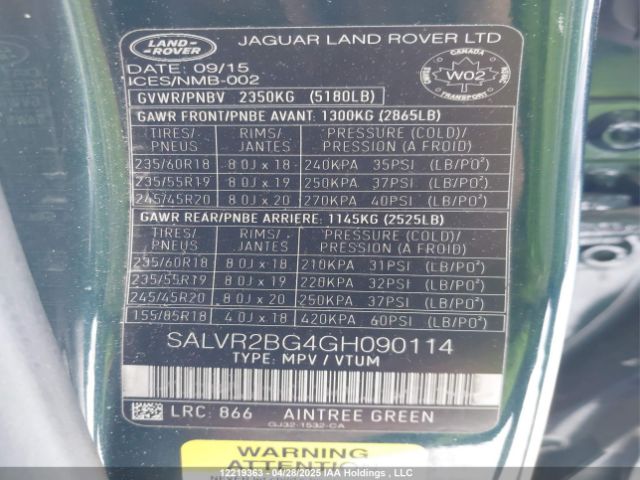 LAND-ROVER
JAGUAR LAND ROVER LTD
DATE: 09/15
ICES/NMB-002
CANADA
W02
GVWR/PNBV 2350KG (5180LB)
GAWR FRONT/PNBE AVANT: 1300KG (2865LB)
TIRES/PNEUS RIMS/JANTES PRESSURE (COLD)/PRESSION (A FROID)
235/60R18 8.0J x 18 240KPA 35PSI (LB/PO²)
235/55R19 8.0J x 19 250KPA 37PSI (LB/PO²)
245/45R20 8.0J x 20 270KPA 40PSI (LB/PO²)
GAWR REAR/PNBE ARRIERE: 1145KG (2525LB)
TIRES/PNEUS RIMS/JANTES PRESSURE (COLD)/PRESSION (A FROID)
235/60R18 8.0J x 18 210KPA 31PSI (LB/PO²)
235/55R19 8.0J x 19 220KPA 32PSI (LB/PO²)
245/45R20 8.0J x 20 250KPA 37PSI (LB/PO²)
155/85R18 4.0J x 18 420KPA 60PSI (LB/PO²)
SALVR2BG4GH090114
TYPE: MPV / VTUM
LRC: 866 AINTREE GREEN
GJ32-1532-CA
WARNING
ATTENTION
12219363 04/28/2025 IAA Holdings, LLC